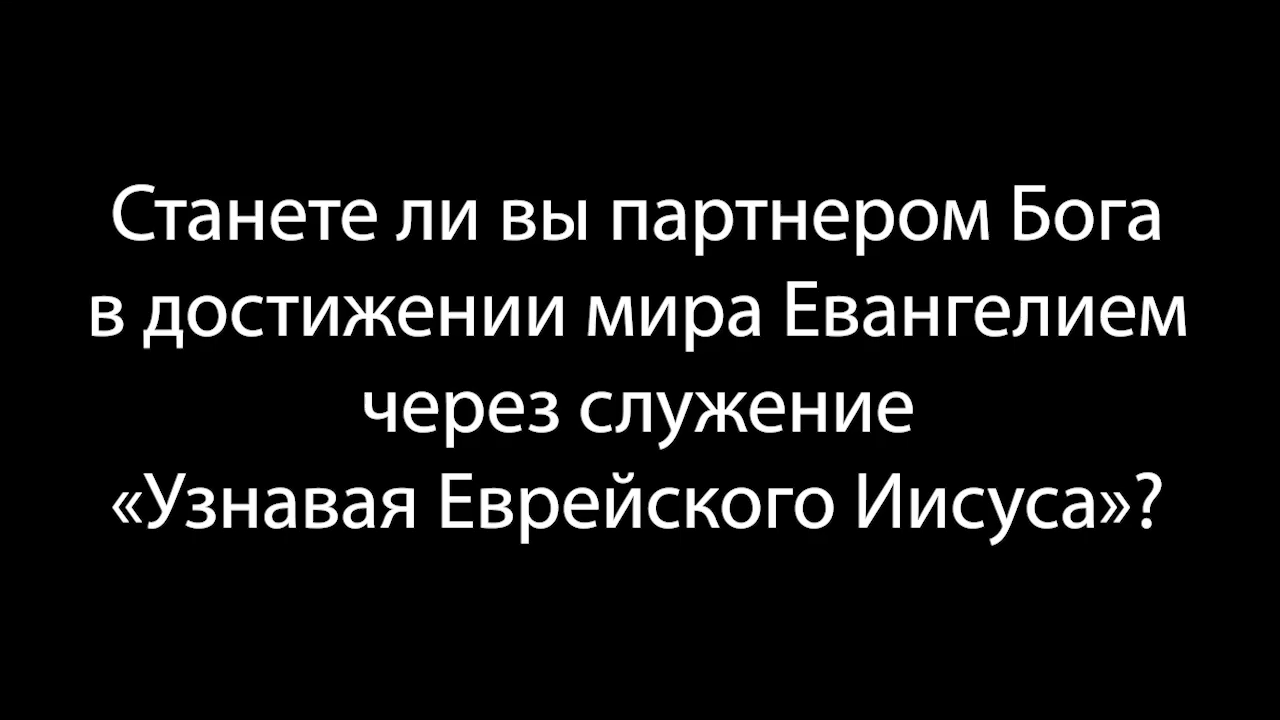 Станете ли вы партнером Бога
в достижении мира Евангелием
через служение
«Узнавая Еврейского Иисуса»?